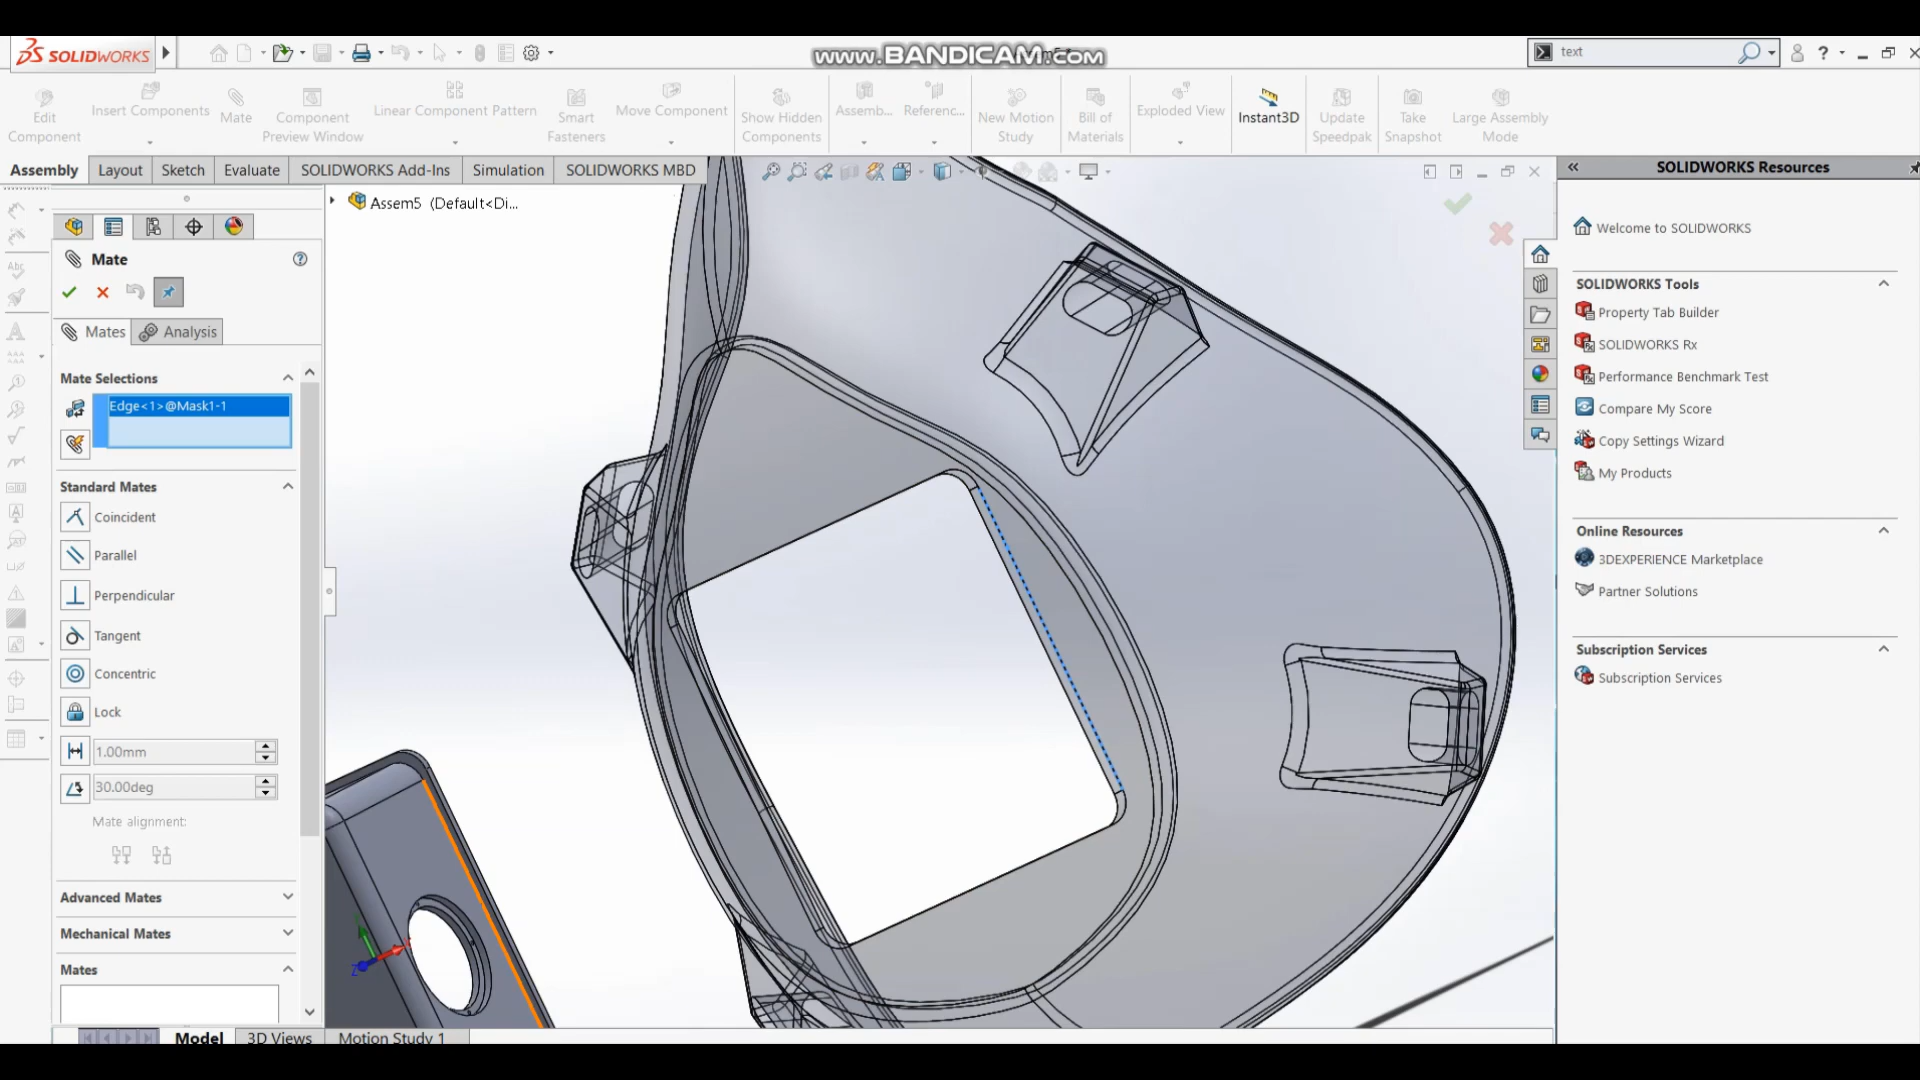 SOLIDWORKS
www.BANDICAM.com
text
Edit Component
Insert Components
Mate
Component Preview Window
Linear Component Pattern
Smart Fasteners
Move Component
Show Hidden Components
Assemb...
Referenc...
New Motion Study
Bill of Materials
Exploded View
Instant3D
Update Speedpak
Take Snapshot
Large Assembly Mode
Assembly
Layout
Sketch
Evaluate
SOLIDWORKS Add-Ins
Simulation
SOLIDWORKS MBD
Assem5 (Default<Di...
Mate
Mates
Analysis
Mate Selections
Edge<1>@Mask1-1
Standard Mates
Coincident
Parallel
Perpendicular
Tangent
Concentric
Lock
1.00mm
30.00deg
Mate alignment:
Advanced Mates
Mechanical Mates
Mates
Model
3D Views
Motion Study 1
SOLIDWORKS Resources
Welcome to SOLIDWORKS
SOLIDWORKS Tools
Property Tab Builder
SOLIDWORKS Rx
Performance Benchmark Test
Compare My Score
Copy Settings Wizard
My Products
Online Resources
3DEXPERIENCE Marketplace
Partner Solutions
Subscription Services
Subscription Services